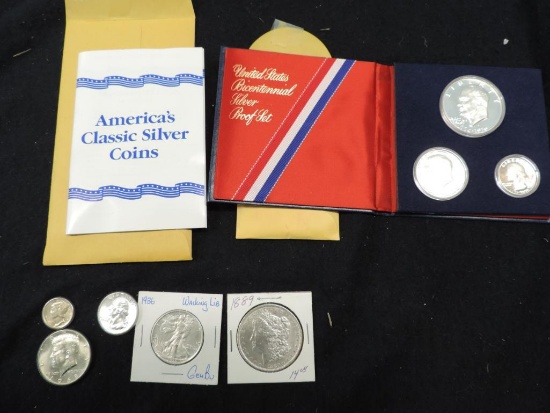 America's
Classic Silver
Coins
United States
Bicentennial
Silver
Proof Set
1936 Walking Lib
Gem BU
1889